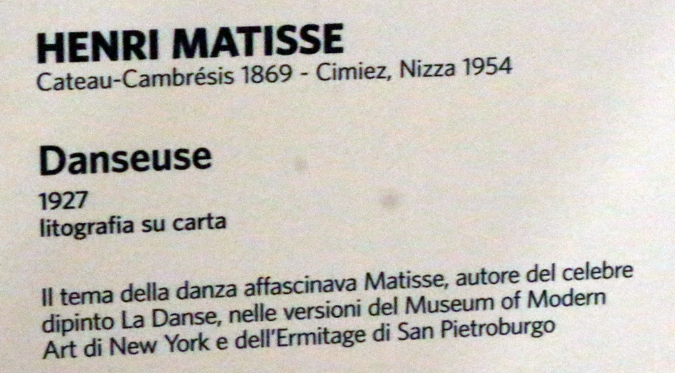 HENRI MATISSE
Cateau-Cambrésis 1869 - Cimiez, Nizza 1954
Danseuse
1927
litografia su carta
Il tema della danza affascinava Matisse, autore del celebre
dipinto La Danse, nelle versioni del Museum of Modern
Art di New York e dell'Ermitage di San Pietroburgo